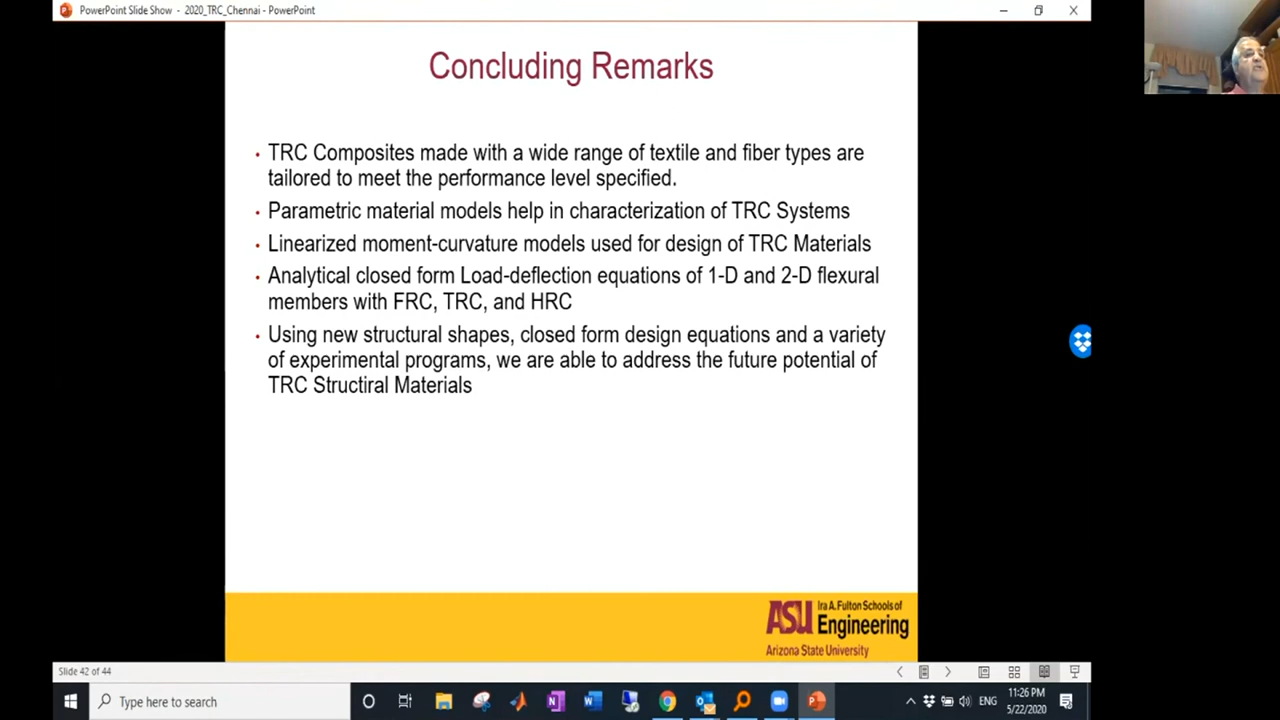 PowerPoint Slide Show - 2020_TRC_Chennai - PowerPoint
Concluding Remarks
• TRC Composites made with a wide range of textile and fiber types are
tailored to meet the performance level specified.
• Parametric material models help in characterization of TRC Systems
• Linearized moment-curvature models used for design of TRC Materials
• Analytical closed form Load-deflection equations of 1-D and 2-D flexural
members with FRC, TRC, and HRC
• Using new structural shapes, closed form design equations and a variety
of experimental programs, we are able to address the future potential of
TRC Structiral Materials
ASU Ira A. Fulton Schools of
Engineering
Arizona State University
Slide 42 of 44
Type here to search
ENG
11:26 PM
5/22/2020